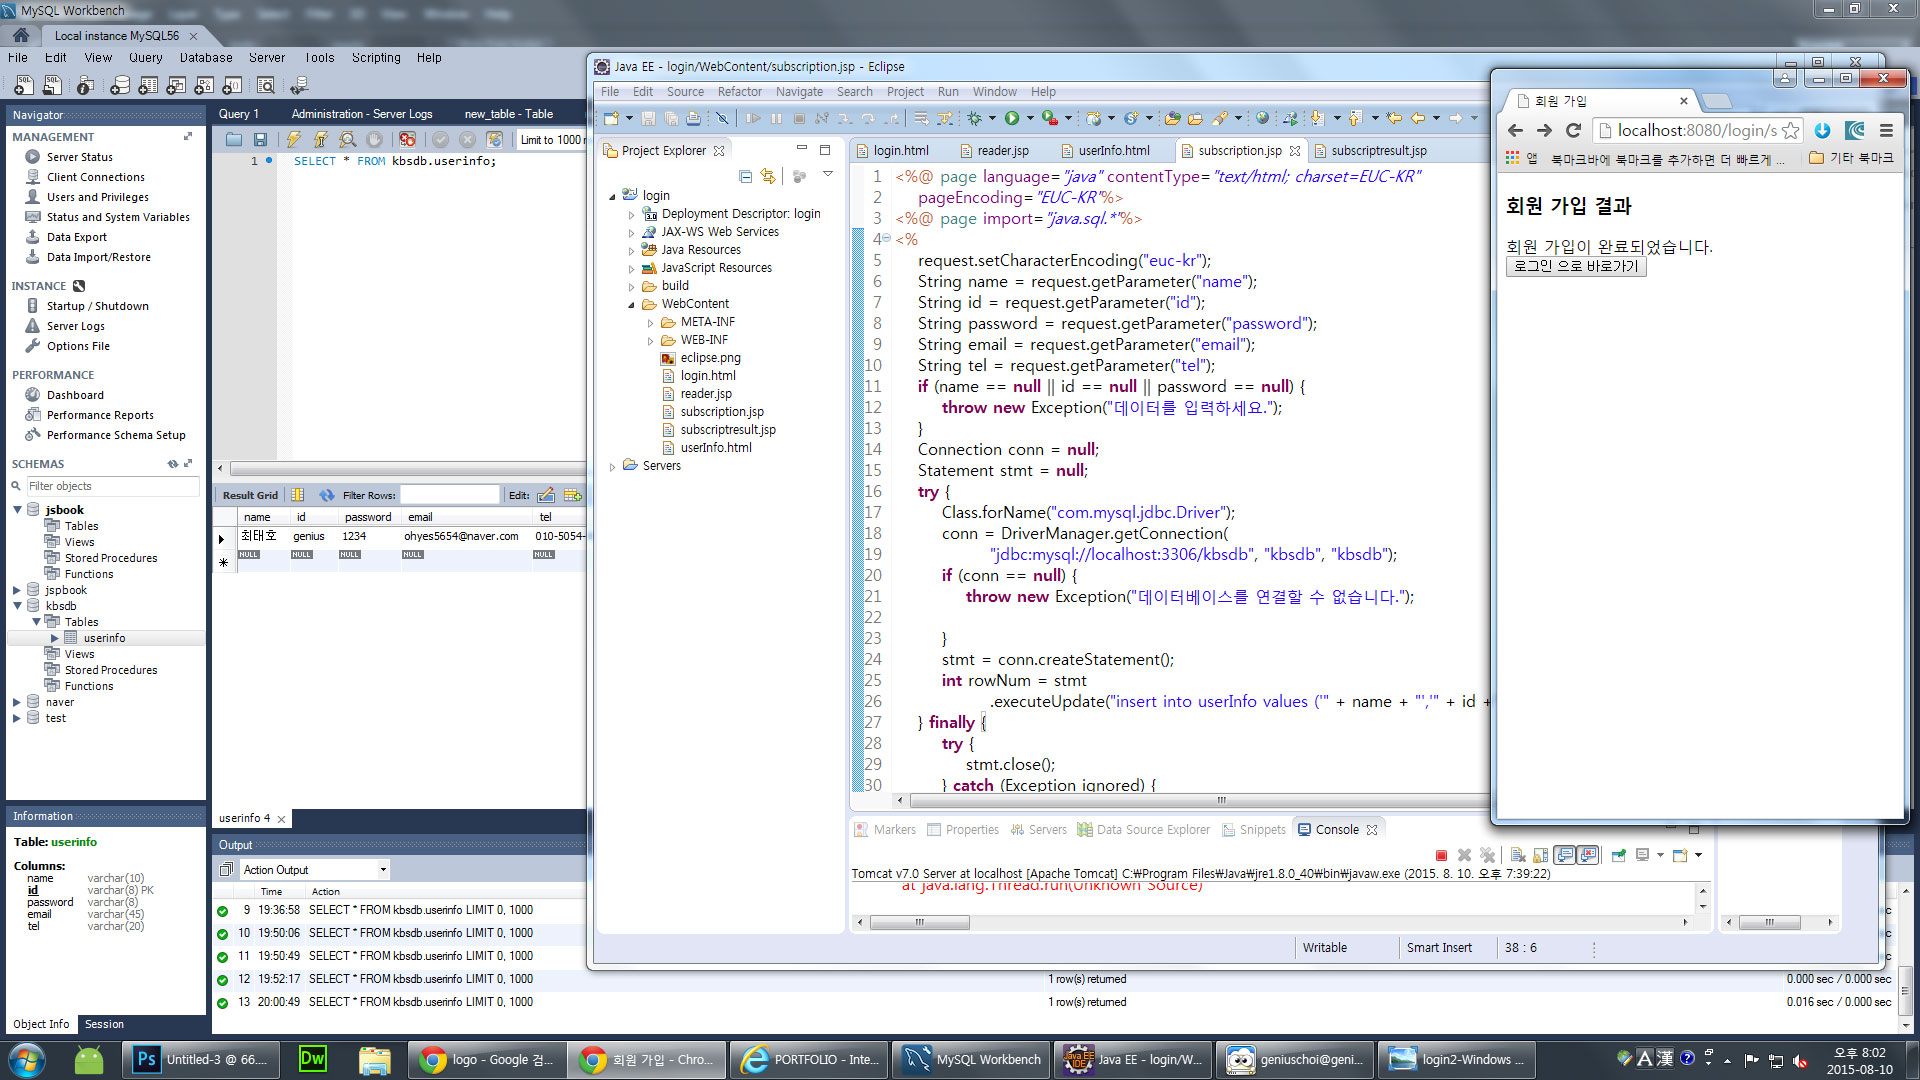 MySQL Workbench
Local instance MySQL56
File Edit View Query Database Server Tools Scripting Help
Navigator
MANAGEMENT
Server Status
Client Connections
Users and Privileges
Status and System Variables
Data Export
Data Import/Restore
INSTANCE
Startup / Shutdown
Server Logs
Options File
PERFORMANCE
Dashboard
Performance Reports
Performance Schema Setup
SCHEMAS
Filter objects
jsbook
Tables
Views
Stored Procedures
Functions
jspbook
kbsdb
Tables
userinfo
Views
Stored Procedures
Functions
naver
test
Information
Table: userinfo
Columns:
name varchar(10)
id varchar(8) PK
password varchar(8)
email varchar(45)
tel varchar(20)
Object Info Session
Query 1 Administration - Server Logs new_table - Table
Limit to 1000 r
1 SELECT * FROM kbsdb.userinfo;
Result Grid Filter Rows: Edit:
name id password email tel
최태호 genius 1234 ohyes5654@naver.com 010-5054-
NULL NULL NULL NULL NULL
userinfo 4
Output
Action Output
Time Action
9 19:36:58 SELECT * FROM kbsdb.userinfo LIMIT 0, 1000
10 19:50:06 SELECT * FROM kbsdb.userinfo LIMIT 0, 1000
11 19:50:49 SELECT * FROM kbsdb.userinfo LIMIT 0, 1000
12 19:52:17 SELECT * FROM kbsdb.userinfo LIMIT 0, 1000 1 row(s) returned 0.000 sec / 0.000 sec
13 20:00:49 SELECT * FROM kbsdb.userinfo LIMIT 0, 1000 1 row(s) returned 0.016 sec / 0.000 sec
Java EE - login/WebContent/subscription.jsp - Eclipse
File Edit Source Refactor Navigate Search Project Run Window Help
Project Explorer
login
Deployment Descriptor: login
JAX-WS Web Services
Java Resources
JavaScript Resources
build
WebContent
META-INF
WEB-INF
eclipse.png
login.html
reader.jsp
subscription.jsp
subscriptresult.jsp
userInfo.html
Servers
login.html reader.jsp userInfo.html subscription.jsp subscriptresult.jsp
1 <%@ page language="java" contentType="text/html; charset=EUC-KR"
2 pageEncoding="EUC-KR"%>
3 <%@ page import="java.sql.*"%>
4 <%
5 request.setCharacterEncoding("euc-kr");
6 String name = request.getParameter("name");
7 String id = request.getParameter("id");
8 String password = request.getParameter("password");
9 String email = request.getParameter("email");
10 String tel = request.getParameter("tel");
11 if (name == null || id == null || password == null) {
12 throw new Exception("데이터를 입력하세요.");
13 }
14 Connection conn = null;
15 Statement stmt = null;
16 try {
17 Class.forName("com.mysql.jdbc.Driver");
18 conn = DriverManager.getConnection(
19 "jdbc:mysql://localhost:3306/kbsdb", "kbsdb", "kbsdb");
20 if (conn == null) {
21 throw new Exception("데이터베이스를 연결할 수 없습니다.");
22
23 }
24 stmt = conn.createStatement();
25 int rowNum = stmt
26 .executeUpdate("insert into userInfo values ('" + name + "','" + id +
27 } finally {
28 try {
29 stmt.close();
30 } catch (Exception ignored) {
Markers Properties Servers Data Source Explorer Snippets Console
Tomcat v7.0 Server at localhost [Apache Tomcat] C:₩Program Files₩Java₩jre1.8.0_40₩bin₩javaw.exe (2015. 8. 10. 오후 7:39:22)
at java.lang.Thread.run(Unknown Source)
Writable Smart Insert 38 : 6
회원 가입
localhost:8080/login/s
앱 북마크바에 북마크를 추가하면 더 빠르게 ... 기타 북마크
회원 가입 결과
회원 가입이 완료되었습니다.
로그인 으로 바로가기
Untitled-3 @ 66.... logo - Google 검... 회원 가입 - Chro... PORTFOLIO - Inte... MySQL Workbench Java EE - login/W... geniuschoi@geni... login2-Windows ...
A 漢
오후 8:02
2015-08-10